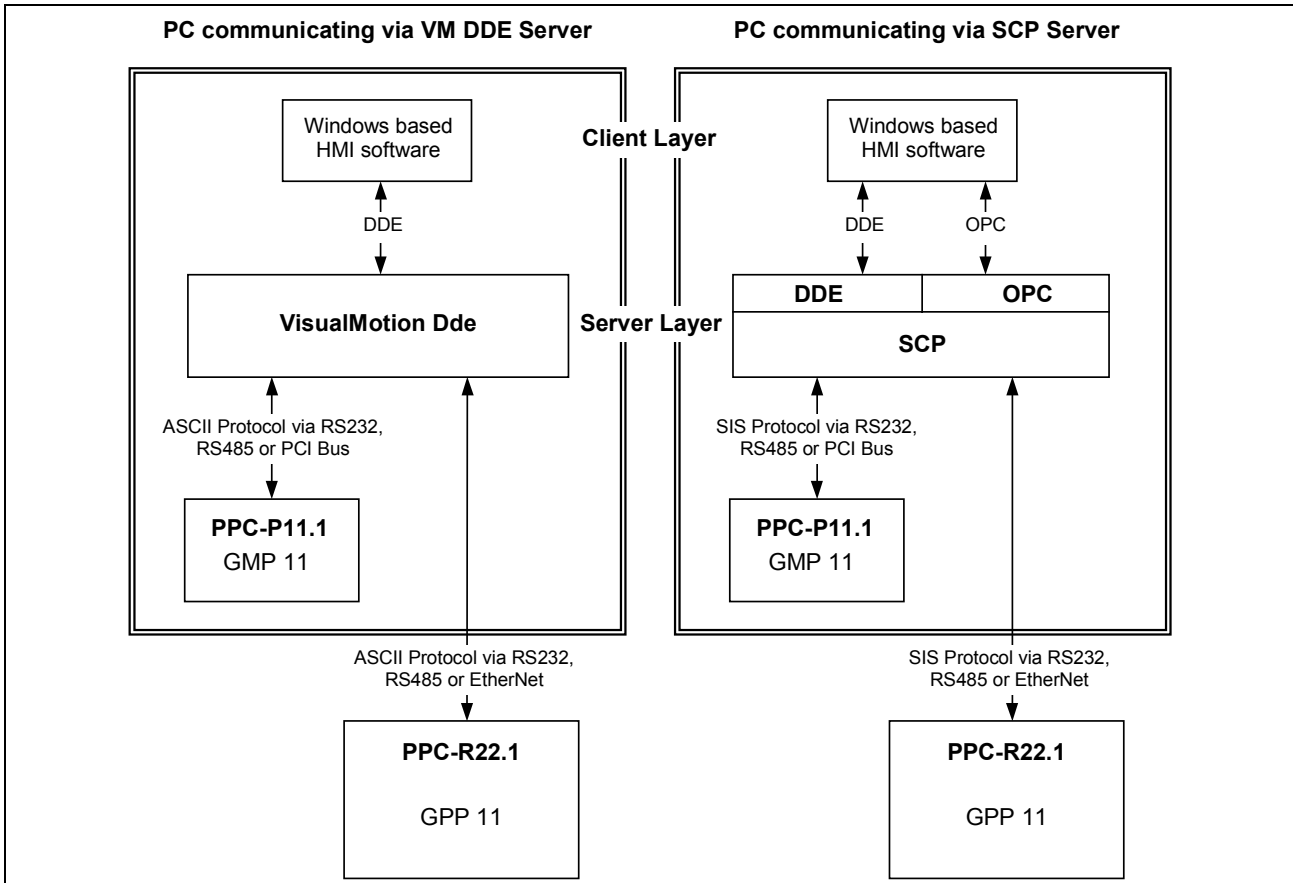 PC communicating via VM DDE Server
PC communicating via SCP Server
Windows based
HMI software
Client Layer
Windows based
HMI software
DDE
DDE
OPC
VisualMotion Dde
Server Layer
DDE
OPC
SCP
ASCII Protocol via RS232,
RS485 or PCI Bus
SIS Protocol via RS232,
RS485 or PCI Bus
PPC-P11.1
GMP 11
PPC-P11.1
GMP 11
ASCII Protocol via RS232,
RS485 or EtherNet
SIS Protocol via RS232,
RS485 or EtherNet
PPC-R22.1
GPP 11
PPC-R22.1
GPP 11